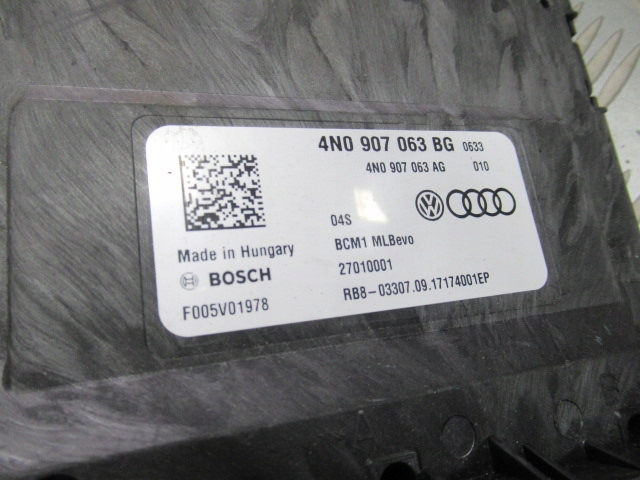 4N0 907 063 BG 0633
4N0 907 063 AG 010
04S
Made in Hungary
BCM1 MLBevo
BOSCH
27010001
F005V01978
RB8-03307.09.17174001EP